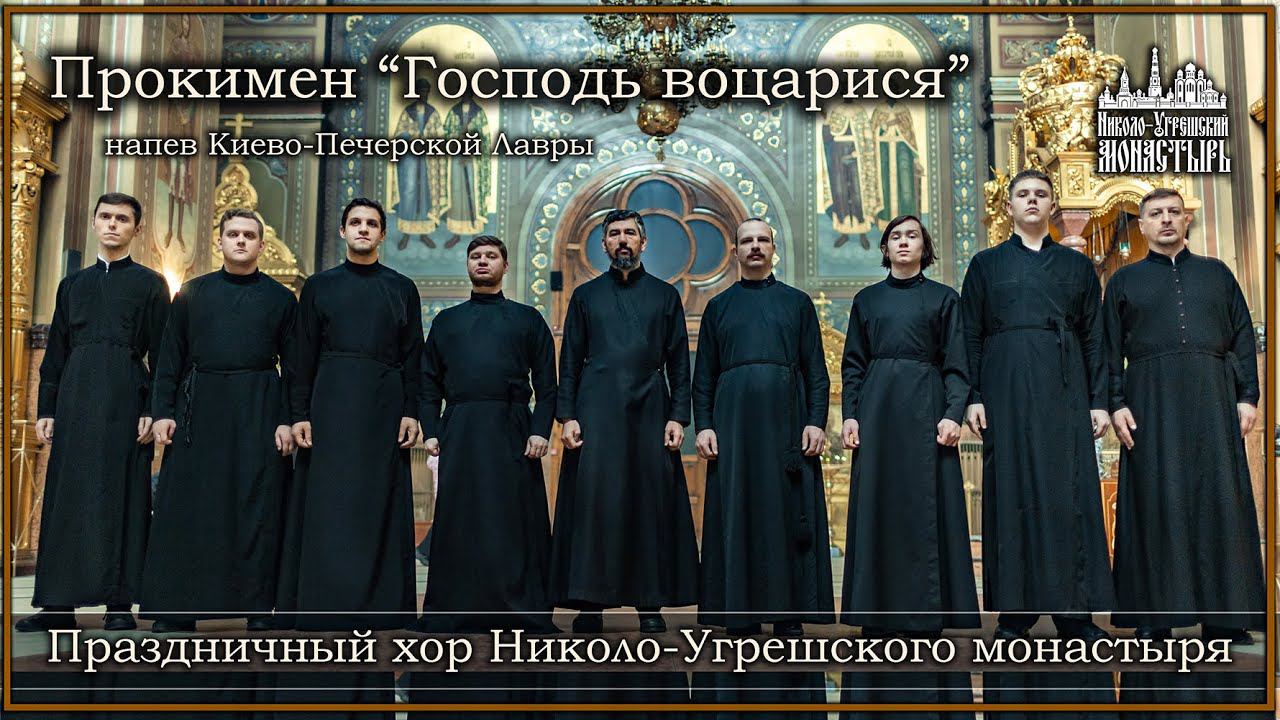 Прокимен “Господь воцарися”
напев Киево-Печерской Лавры
Николо-Угрешский
МОНАСТЫРЬ
Праздничный хор Николо-Угрешского монастыря